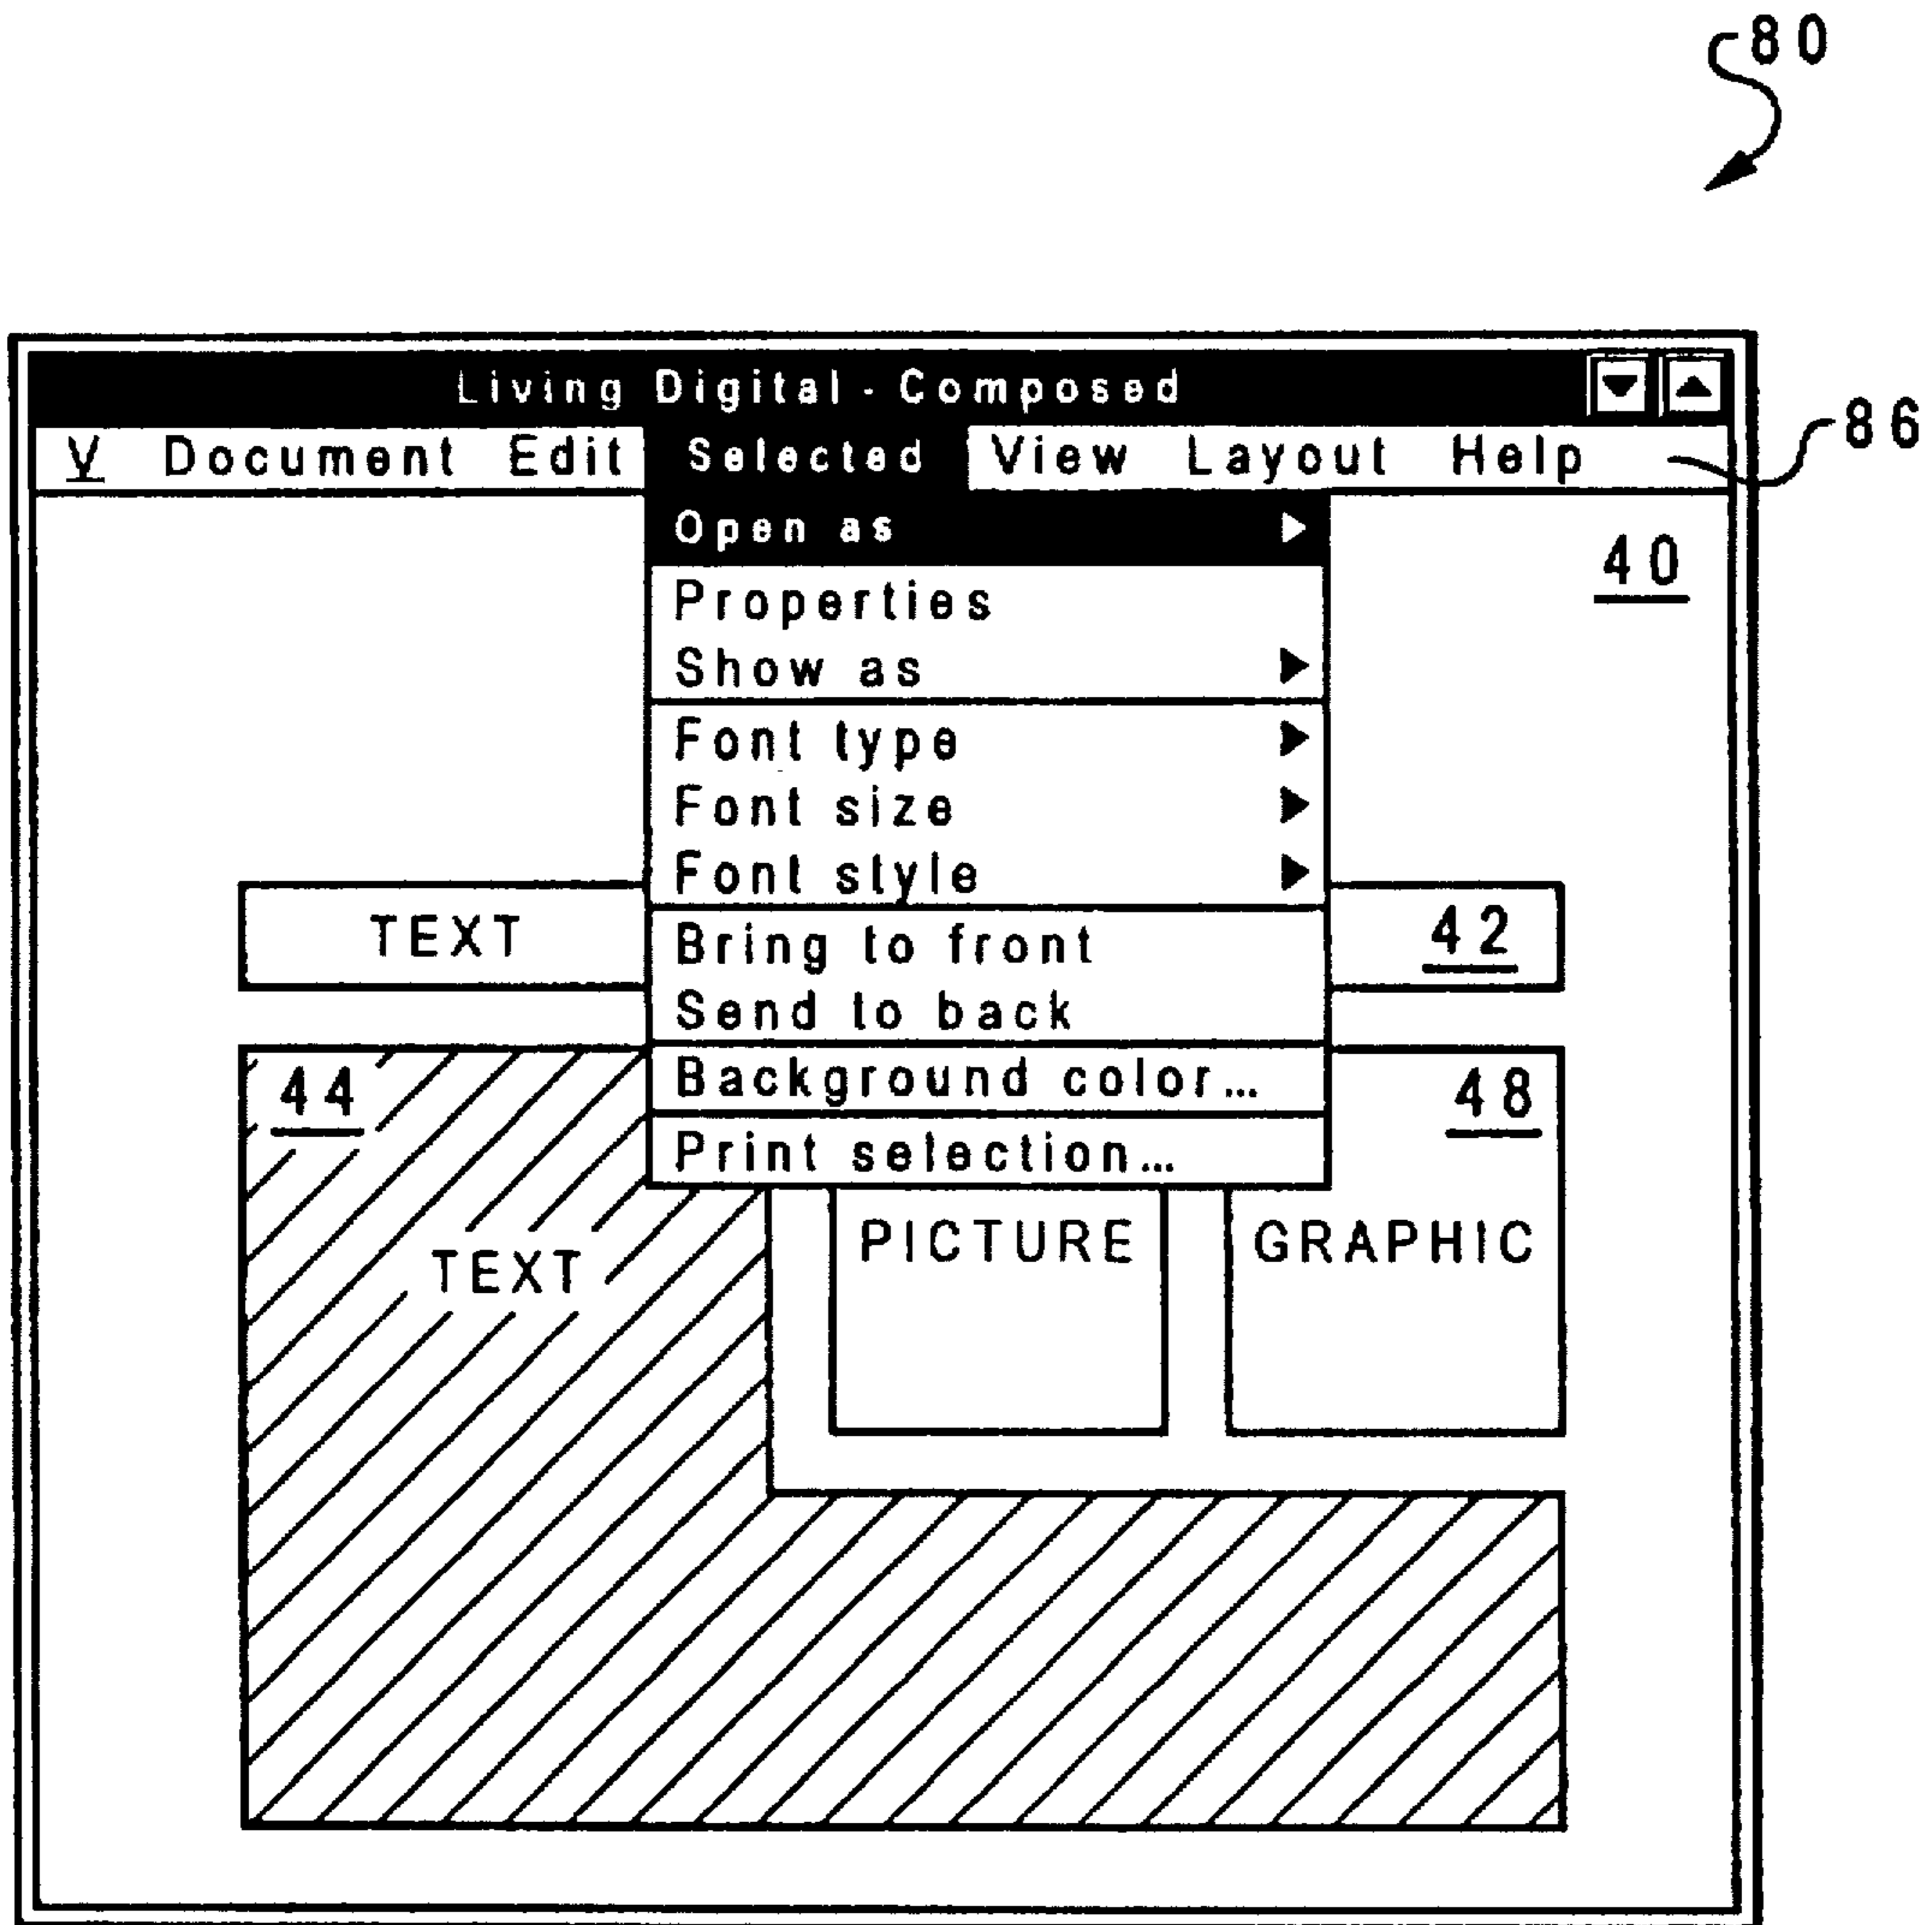 80
Living Digital - Composed
Y Document Edit Selected View Layout Help
86
Open as
40
Properties
Show as
Font type
Font size
Font style
TEXT
42
Bring to front
Send to back
44
Background color...
48
Print selection...
TEXT
PICTURE
GRAPHIC